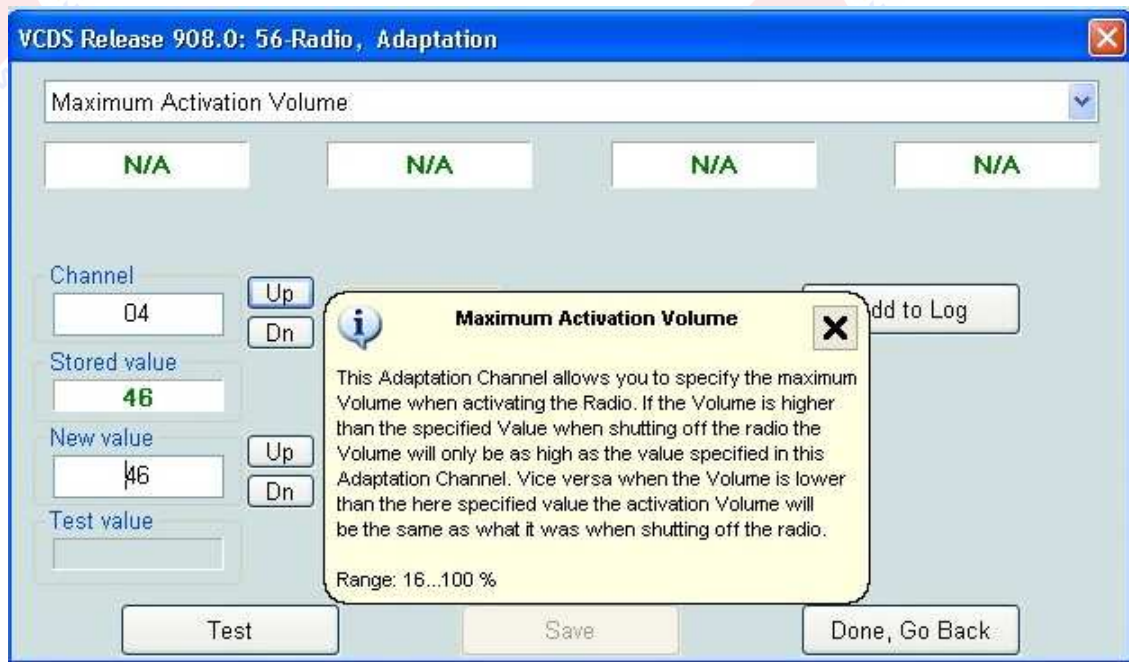 VCDS Release 908.0: 56-Radio, Adaptation
Maximum Activation Volume
N/A N/A N/A N/A
Channel
04
Up
Dn
Stored value
46
New value
46
Up
Dn
Test value
Maximum Activation Volume
This Adaptation Channel allows you to specify the maximum
Volume when activating the Radio. If the Volume is higher
than the specified Value when shutting off the radio the
Volume will only be as high as the value specified in this
Adaptation Channel. Vice versa when the Volume is lower
than the here specified value the activation Volume will
be the same as what it was when shutting off the radio.
Range: 16...100 %
dd to Log
Test
Save
Done, Go Back